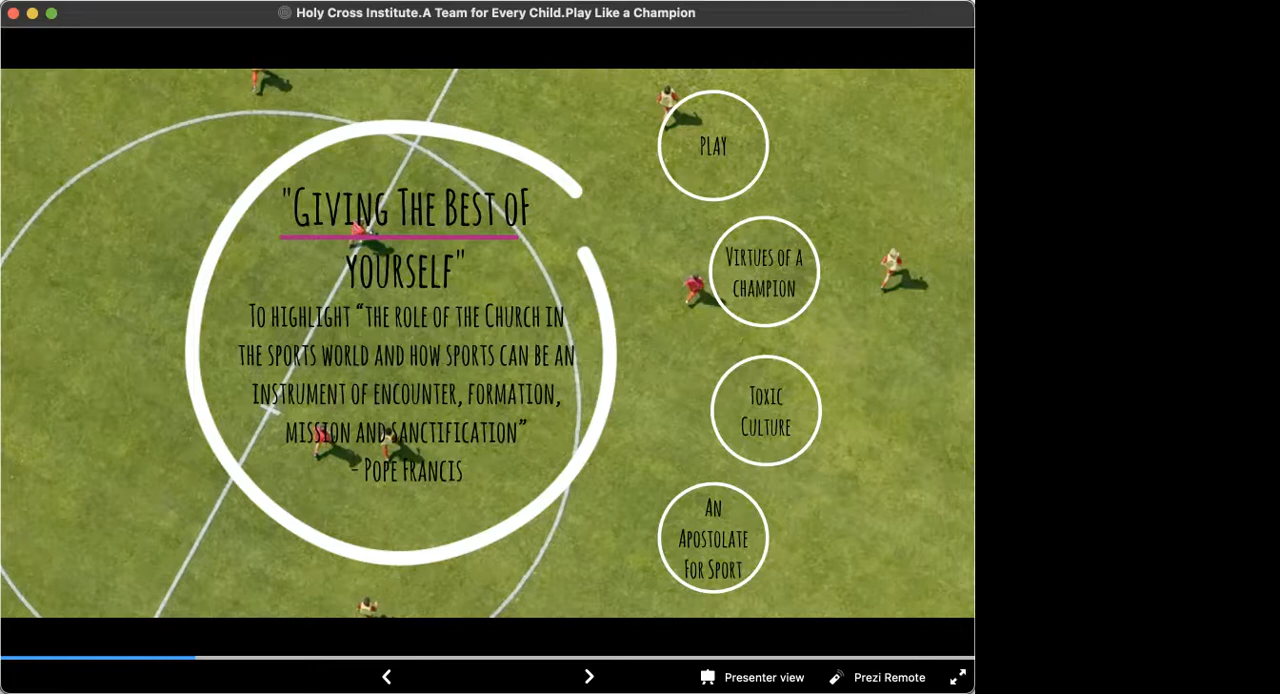 Holy Cross Institute.A Team for Every Child.Play Like a Champion
"Giving The Best of
yourself"
To highlight “the role of the Church in
the sports world and how sports can be an
instrument of encounter, formation,
mission and sanctification”
- Pope Francis
Play
Virtues of a
champion
Toxic
Culture
An
Apostolate
For Sport
Presenter view
Prezi Remote